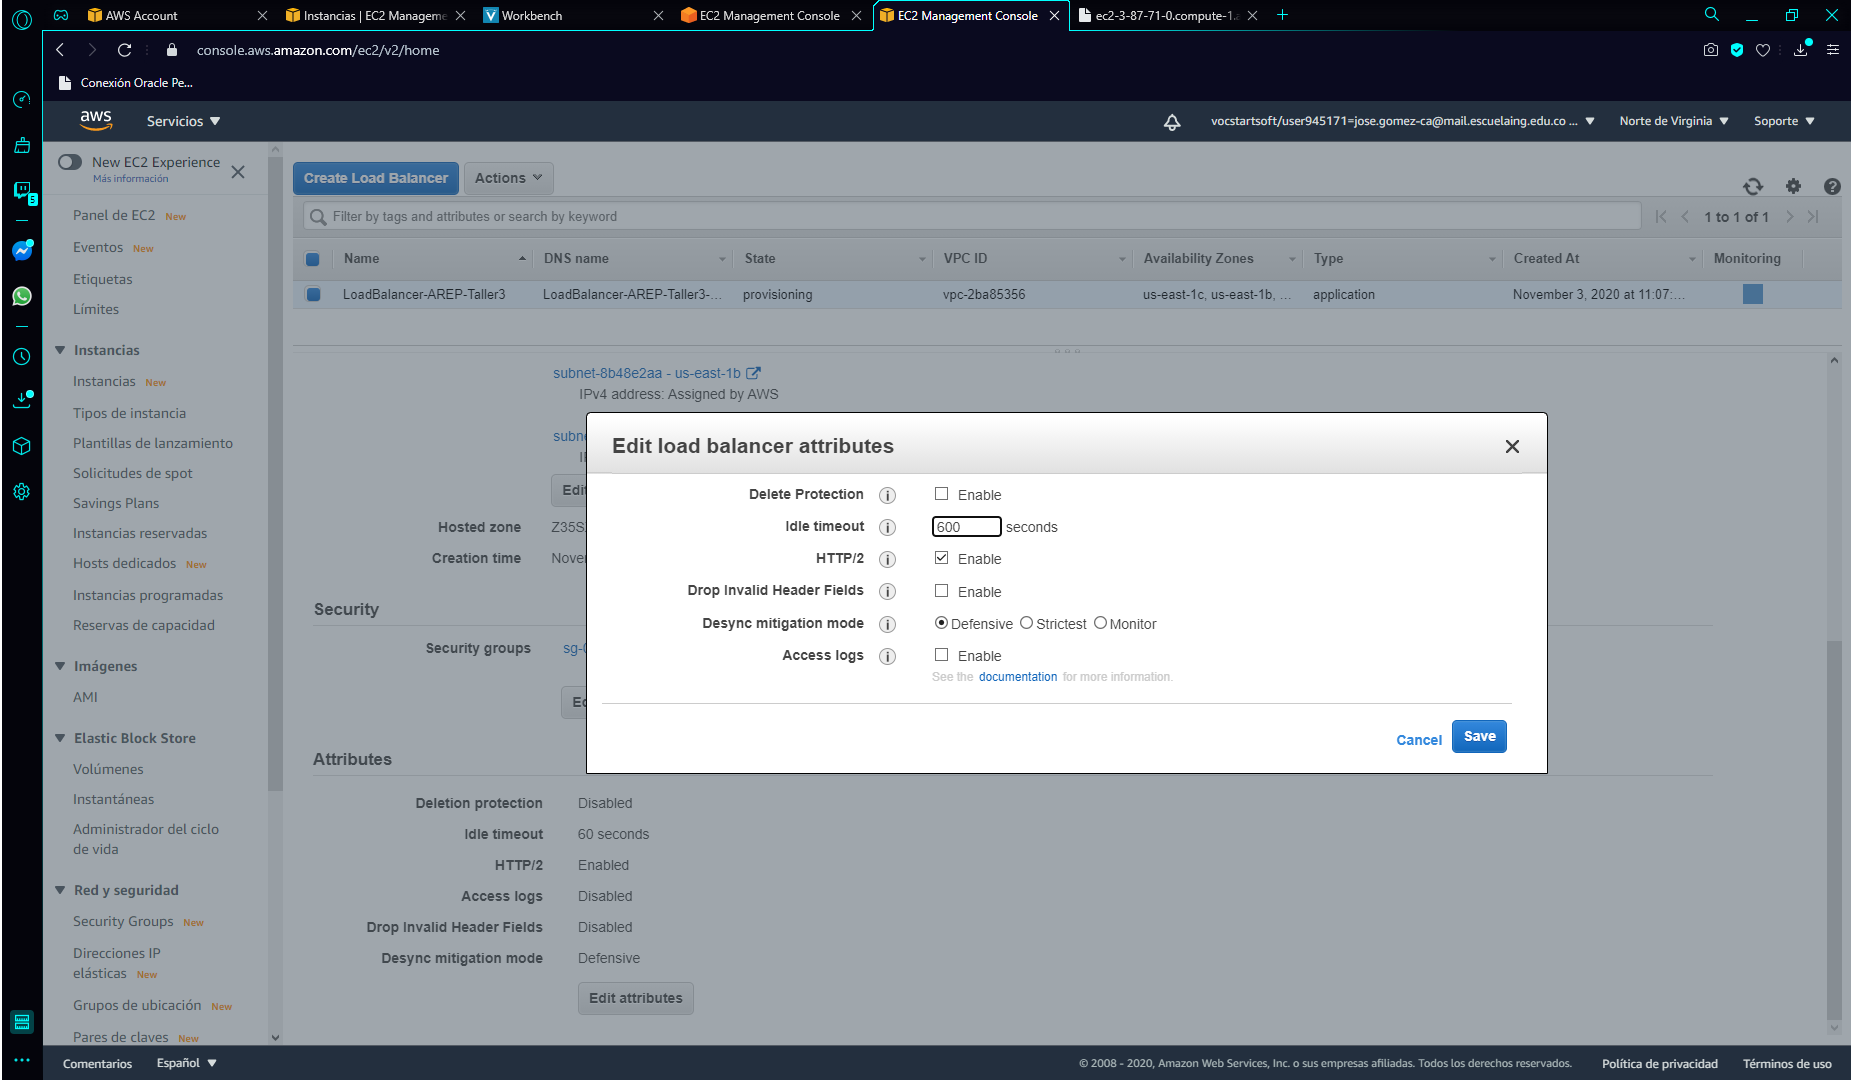 AWS Account
Instancias | EC2 Manageme
Workbench
EC2 Management Console
EC2 Management Console
ec2-3-87-71-0.compute-1.a
console.aws.amazon.com/ec2/v2/home
Conexión Oracle Pe...
aws
Servicios
vocstartsoft/user945171=jose.gomez-ca@mail.escuelaing.edu.co ...
Norte de Virginia
Soporte
5
New EC2 Experience
Más información
Panel de EC2 New
Eventos New
Etiquetas
Límites
Instancias
Instancias New
Tipos de instancia
Plantillas de lanzamiento
Solicitudes de spot
Savings Plans
Instancias reservadas
Hosts dedicados New
Instancias programadas
Reservas de capacidad
Imágenes
AMI
Elastic Block Store
Volúmenes
Instantáneas
Administrador del ciclo
de vida
Red y seguridad
Security Groups New
Direcciones IP
elásticas New
Grupos de ubicación New
Pares de claves New
Create Load Balancer
Actions
Filter by tags and attributes or search by keyword
1 to 1 of 1
Name DNS name State VPC ID Availability Zones Type Created At Monitoring
LoadBalancer-AREP-Taller3 LoadBalancer-AREP-Taller3-... provisioning vpc-2ba85356 us-east-1c, us-east-1b, ... application November 3, 2020 at 11:07:...
subnet-8b48e2aa - us-east-1b
IPv4 address: Assigned by AWS
subne
Edi
Hosted zone Z35S
Creation time Nove
Security
Security groups sg-
Attributes
Deletion protection Disabled
Idle timeout 60 seconds
HTTP/2 Enabled
Access logs Disabled
Drop Invalid Header Fields Disabled
Desync mitigation mode Defensive
Edit attributes
Edit load balancer attributes
Delete Protection Enable
Idle timeout 600 seconds
HTTP/2 Enable
Drop Invalid Header Fields Enable
Desync mitigation mode Defensive Strictest Monitor
Access logs Enable
See the documentation for more information.
Cancel
Save
Comentarios
Español
© 2008 - 2020, Amazon Web Services, Inc. o sus empresas afiliadas. Todos los derechos reservados.
Política de privacidad
Términos de uso